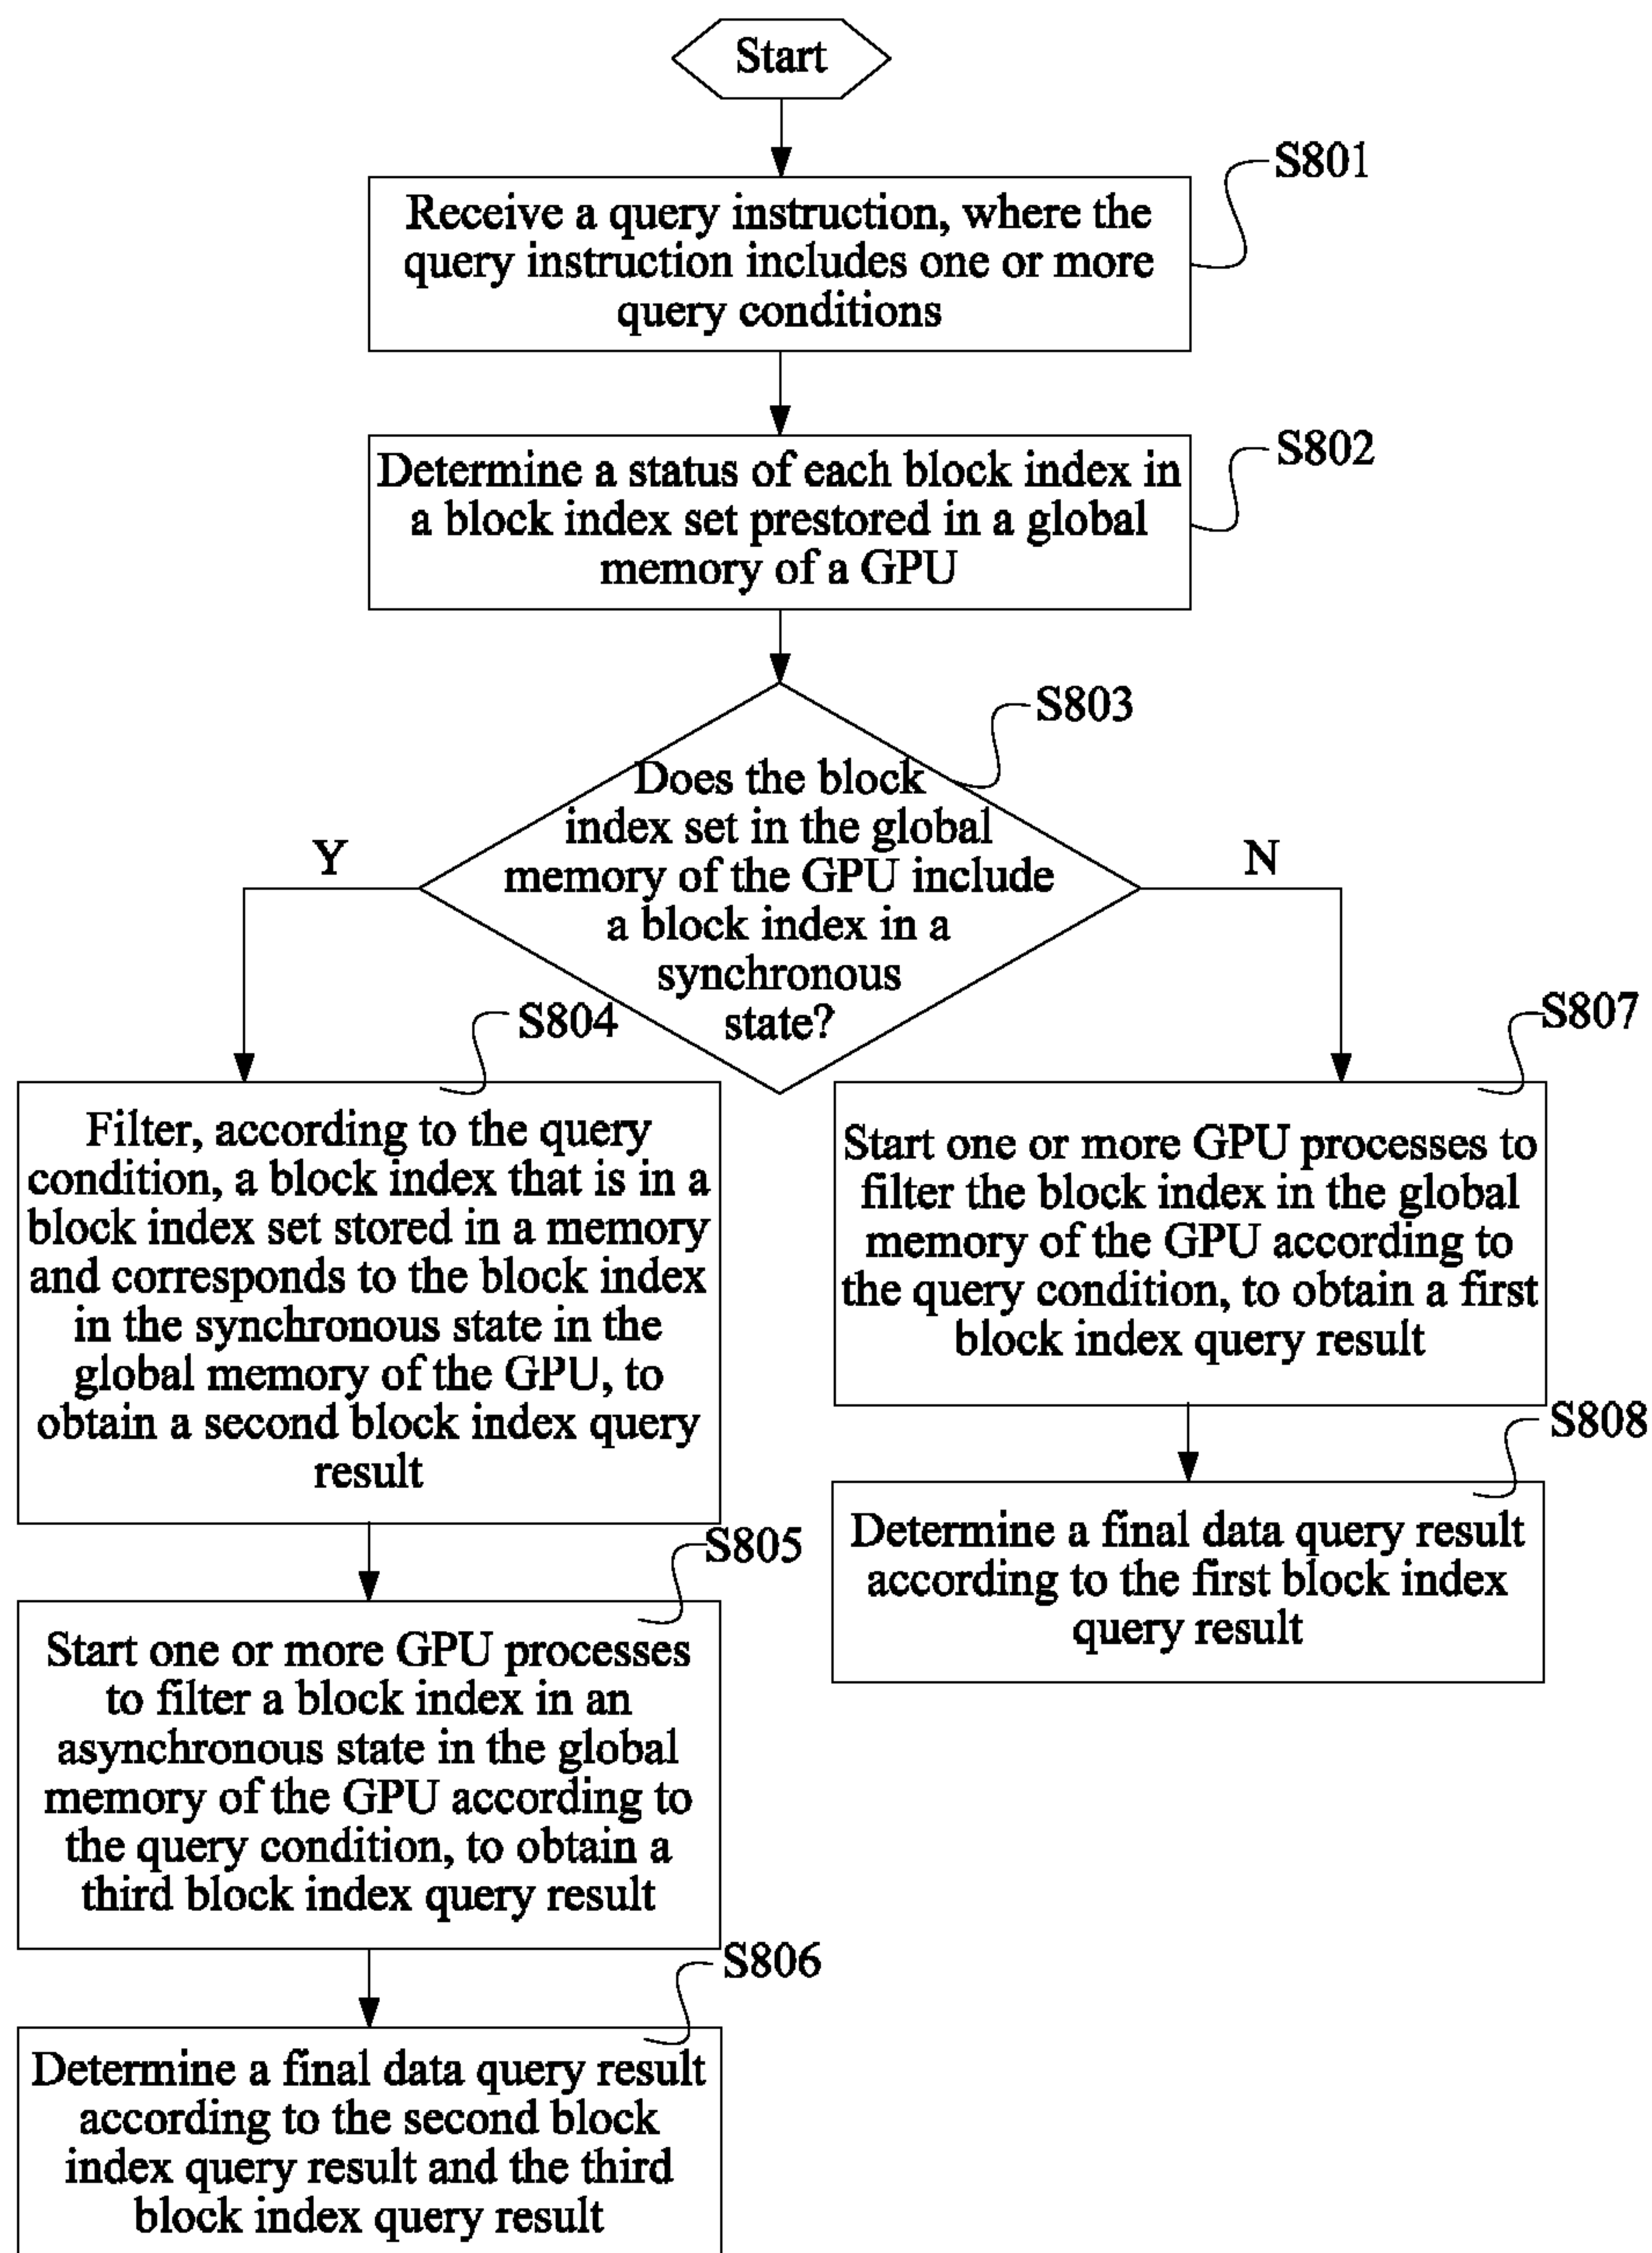 Start
S801
Receive a query instruction, where the
query instruction includes one or more
query conditions
S802
Determine a status of each block index in
a block index set prestored in a global
memory of a GPU
S803
Does the block
index set in the global
memory of the GPU include
a block index in a
synchronous
state?
Y
N
S804
Filter, according to the query
condition, a block index that is in a
block index set stored in a memory
and corresponds to the block index
in the synchronous state in the
global memory of the GPU, to
obtain a second block index query
result
S805
Start one or more GPU processes
to filter a block index in an
asynchronous state in the global
memory of the GPU according to
the query condition, to obtain a
third block index query result
S806
Determine a final data query result
according to the second block
index query result and the third
block index query result
S807
Start one or more GPU processes to
filter the block index in the global
memory of the GPU according to
the query condition, to obtain a first
block index query result
S808
Determine a final data query result
according to the first block index
query result